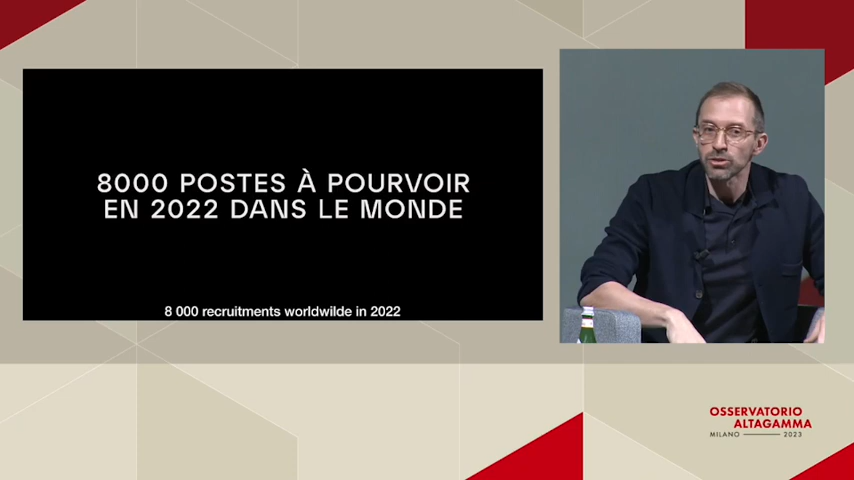 8000 POSTES À POURVOIR
EN 2022 DANS LE MONDE
8 000 recruitments worldwilde in 2022
OSSERVATORIO
ALTAGAMMA
MILANO 2023